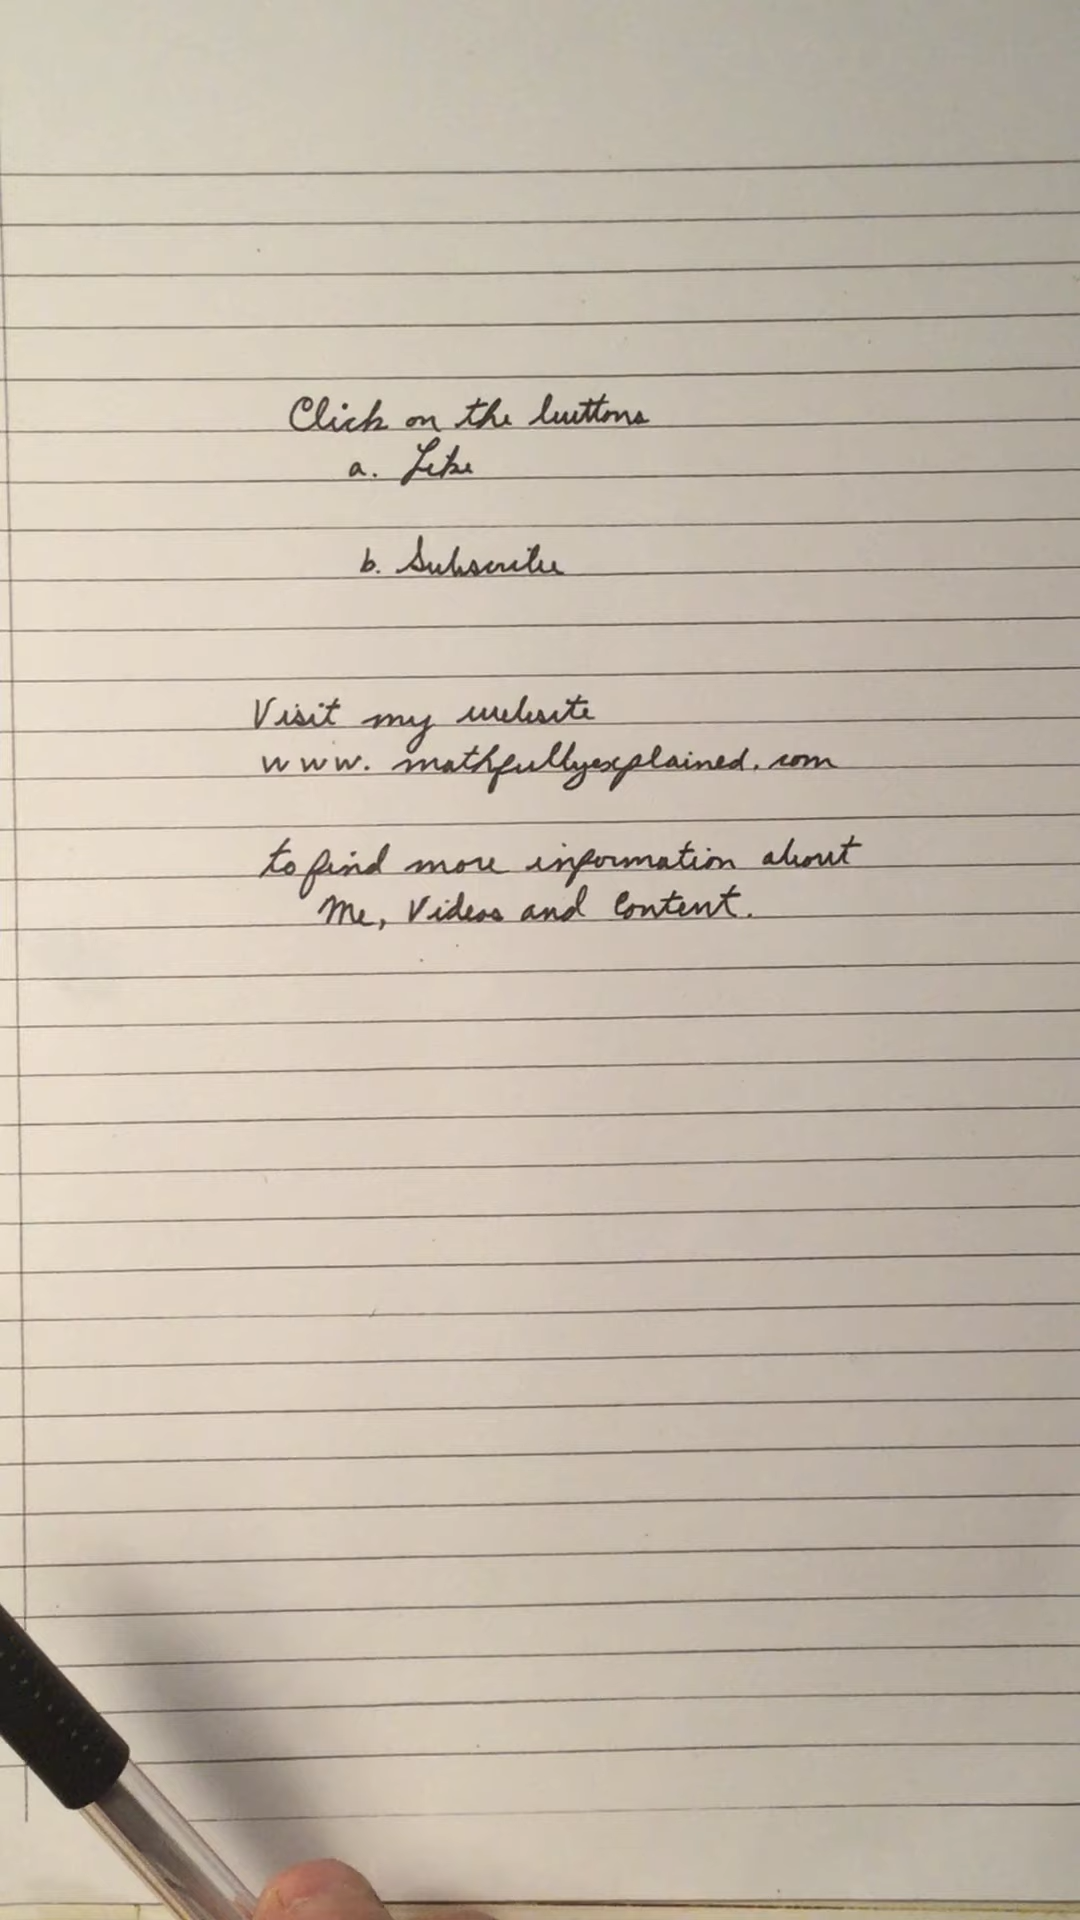 Click on the buttons
a. Like
b. Subscribe
Visit my website
www. mathfullyexplained.com
to find more information about
Me, Videos and Content.